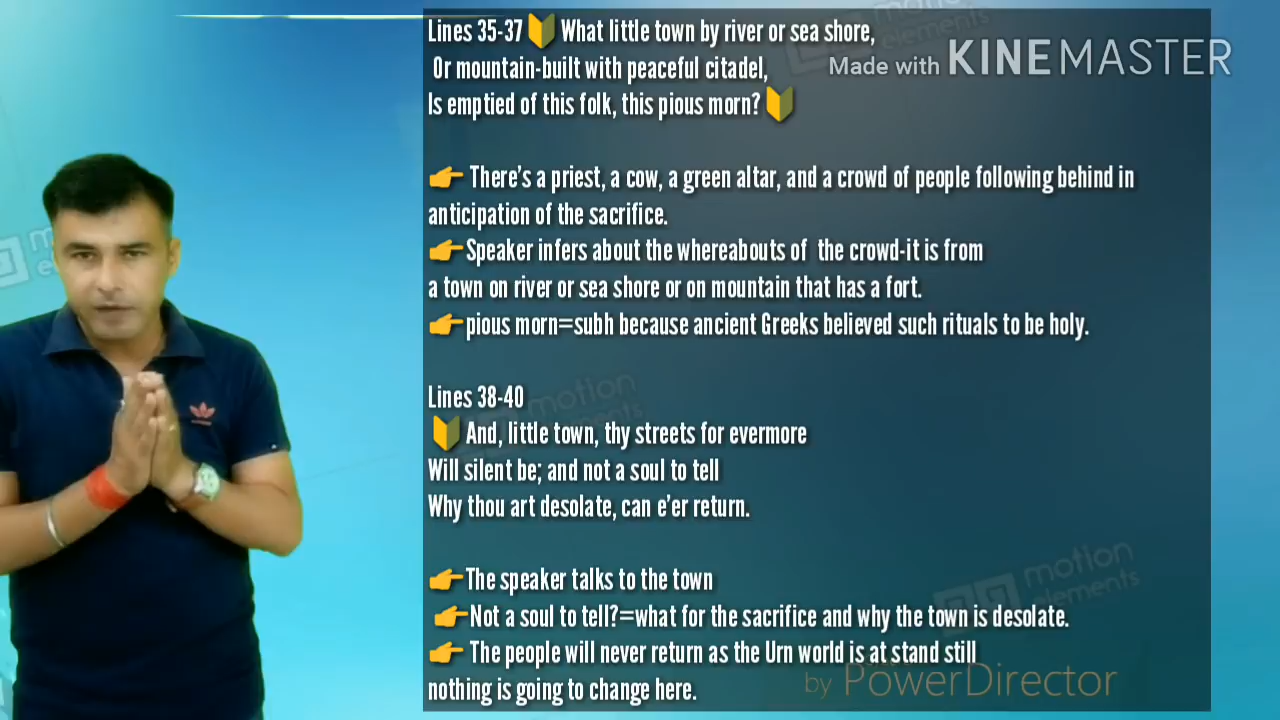 Lines 35-37 🔰 What little town by river or sea shore,
Or mountain-built with peaceful citadel,
Is emptied of this folk, this pious morn? 🔰
Made with KINEMASTER
👉 There's a priest, a cow, a green altar, and a crowd of people following behind in
anticipation of the sacrifice.
👉Speaker infers about the whereabouts of the crowd-it is from
a town on river or sea shore or on mountain that has a fort.
👉pious morn=subh because ancient Greeks believed such rituals to be holy.
Lines 38-40
🔰 And, little town, thy streets for evermore
Will silent be; and not a soul to tell
Why thou art desolate, can e'er return.
👉The speaker talks to the town
👉Not a soul to tell?=what for the sacrifice and why the town is desolate.
👉 The people will never return as the Urn world is at stand still
nothing is going to change here.
by PowerDirector
motion
elements
motion
elements
motion
elements